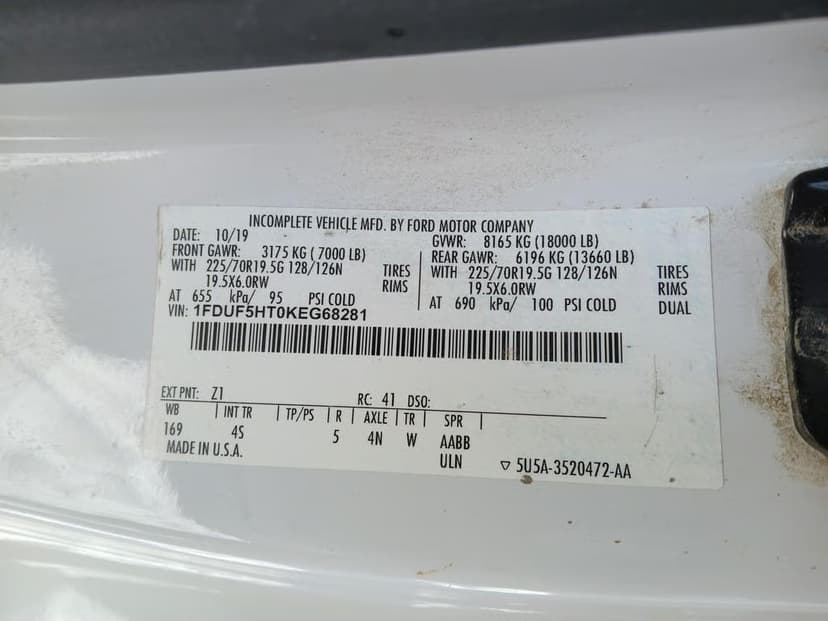 INCOMPLETE VEHICLE MFD. BY FORD MOTOR COMPANY
DATE: 10/19 GVWR: 8165 KG (18000 LB)
FRONT GAWR: 3175 KG ( 7000 LB) REAR GAWR: 6196 KG (13660 LB)
WITH 225/70R19.5G 128/126N TIRES WITH 225/70R19.5G 128/126N TIRES
19.5X6.0RW RIMS 19.5X6.0RW RIMS
AT 655 kPa/ 95 PSI COLD AT 690 kPa/ 100 PSI COLD DUAL
VIN: 1FDUF5HT0KEG68281
EXT PNT: Z1 RC: 41 DSO:
WB | INT TR | TP/PS | R | AXLE | TR | SPR |
169 4S 5 4N W AABB
MADE IN U.S.A. ULN ▽ 5U5A-3520472-AA